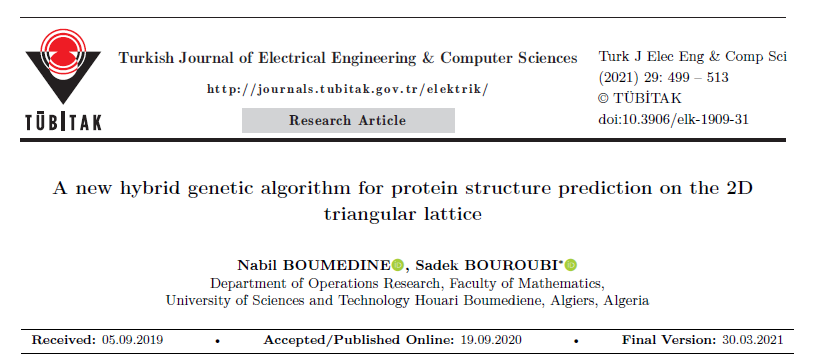 Turkish Journal of Electrical Engineering & Computer Sciences
http://journals.tubitak.gov.tr/elektrik/
Research Article
Turk J Elec Eng & Comp Sci
(2021) 29: 499 – 513
© TÜBİTAK
doi:10.3906/elk-1909-31
TÜBİTAK
A new hybrid genetic algorithm for protein structure prediction on the 2D
triangular lattice
Nabil BOUMEDINE iD, Sadek BOUROUBI* iD
Department of Operations Research, Faculty of Mathematics,
University of Sciences and Technology Houari Boumediene, Algiers, Algeria
Received: 05.09.2019 • Accepted/Published Online: 19.09.2020 • Final Version: 30.03.2021